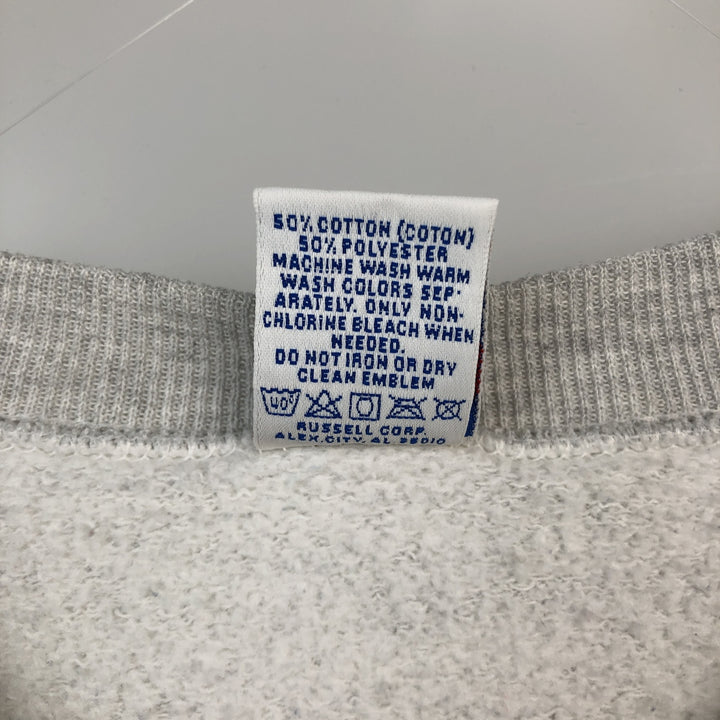 50% COTTON (COTON)
50% POLYESTER
MACHINE WASH WARM
WASH COLORS SEP-
ARATELY. ONLY NON-
CHLORINE BLEACH WHEN
NEEDED.
DO NOT IRON OR DRY
CLEAN EMBLEM
40°
RUSSELL CORP.
ALEX.CITY, AL 35010